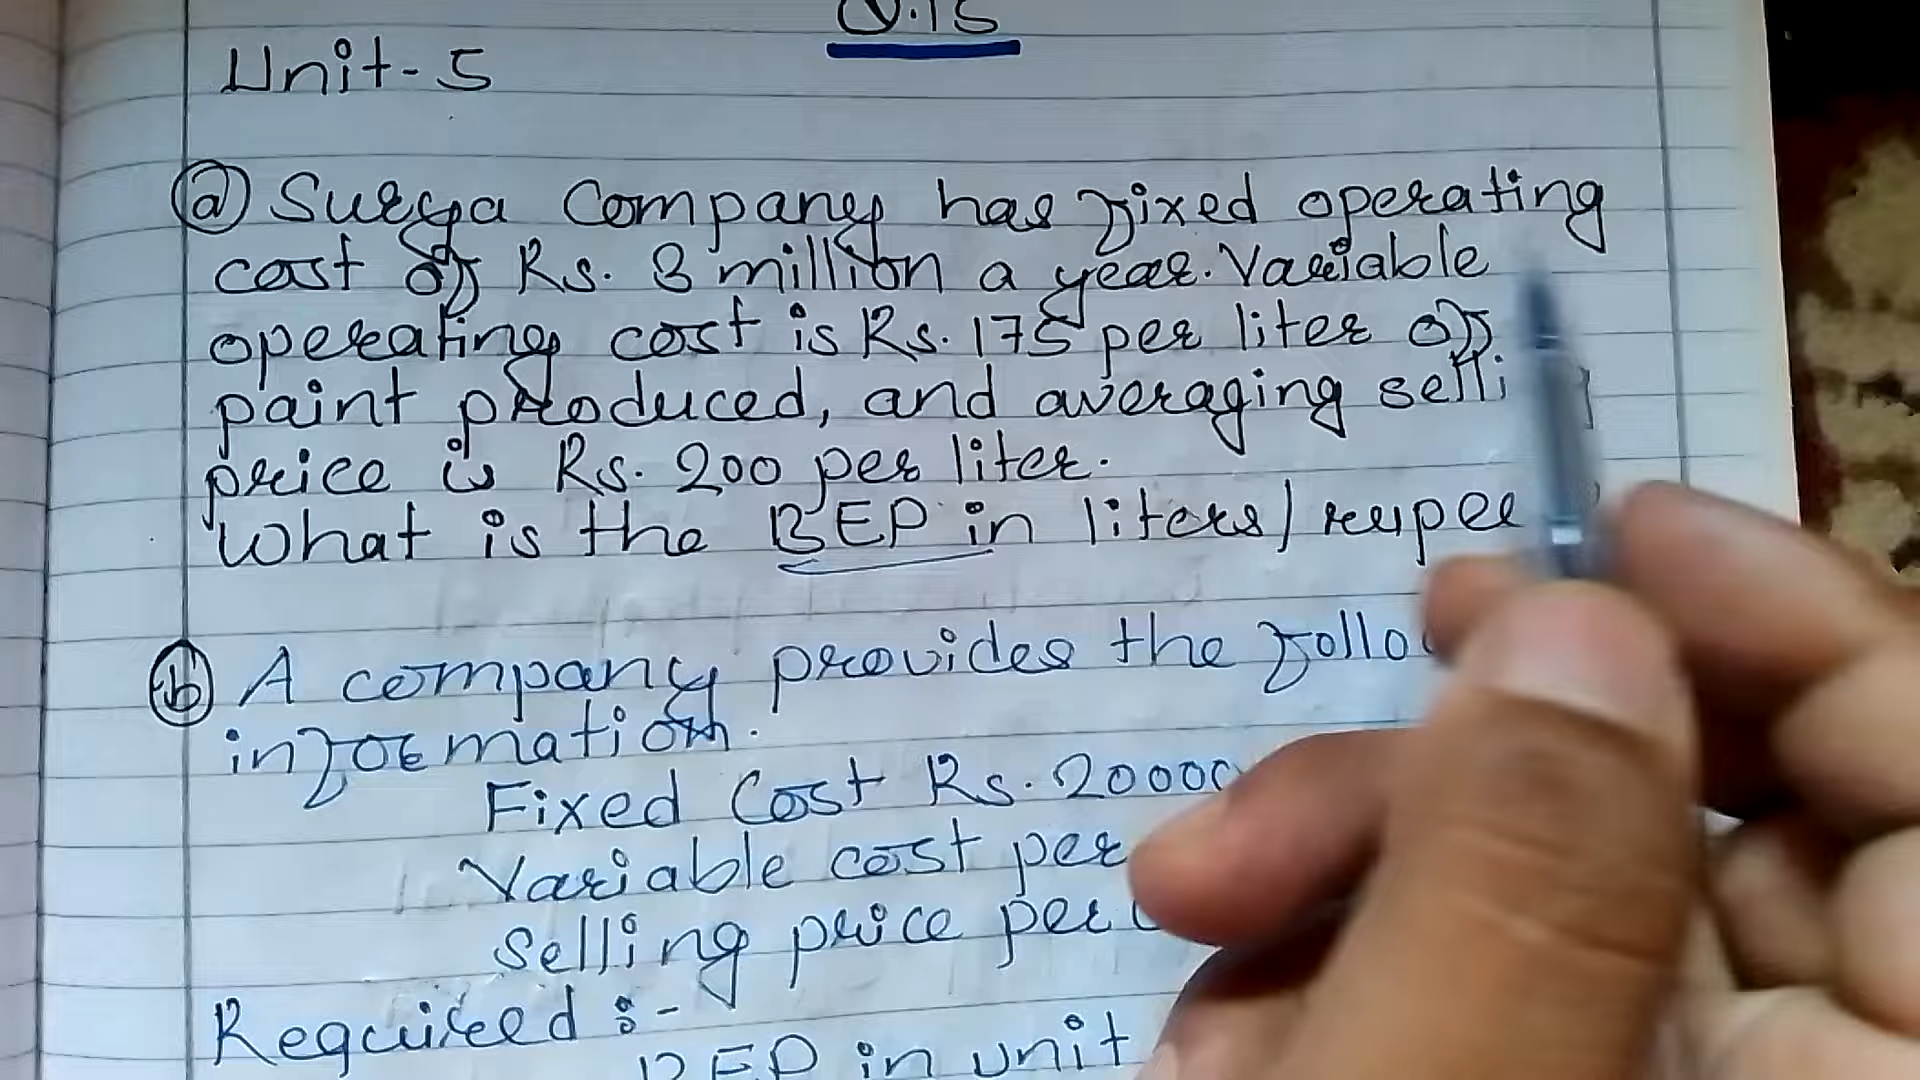 Q.15
Unit-5
(a) Surya Company has fixed operating
cost of Rs. 3 million a year. Variable
operating cost is Rs. 175 per liter of
paint produced, and averaging selli
price is Rs. 200 per liter.
What is the BEP in liters/rupee
(b) A company provides the follo
information.
Fixed Cost Rs. 20000
Variable cost per
Selling price per
Required :-
BEP in unit